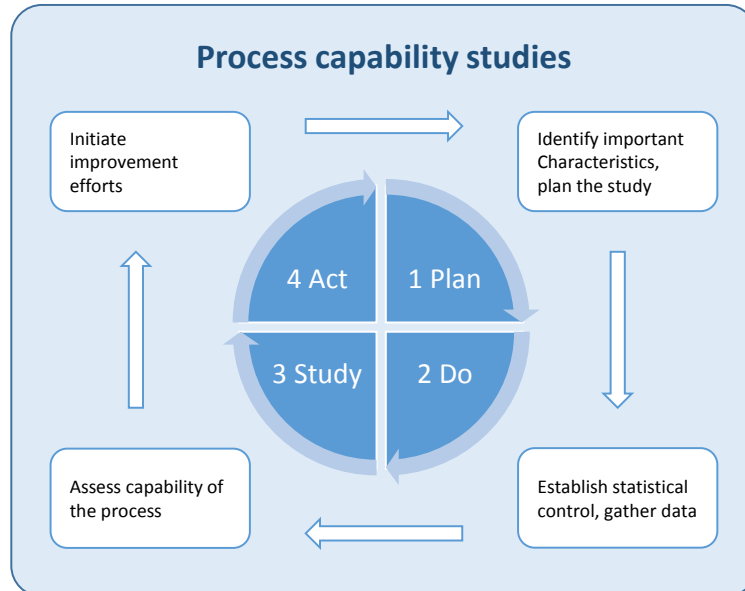 Process capability studies
Initiate
improvement
efforts
Identify important
Characteristics,
plan the study
4 Act
1 Plan
3 Study
2 Do
Assess capability of
the process
Establish statistical
control, gather data